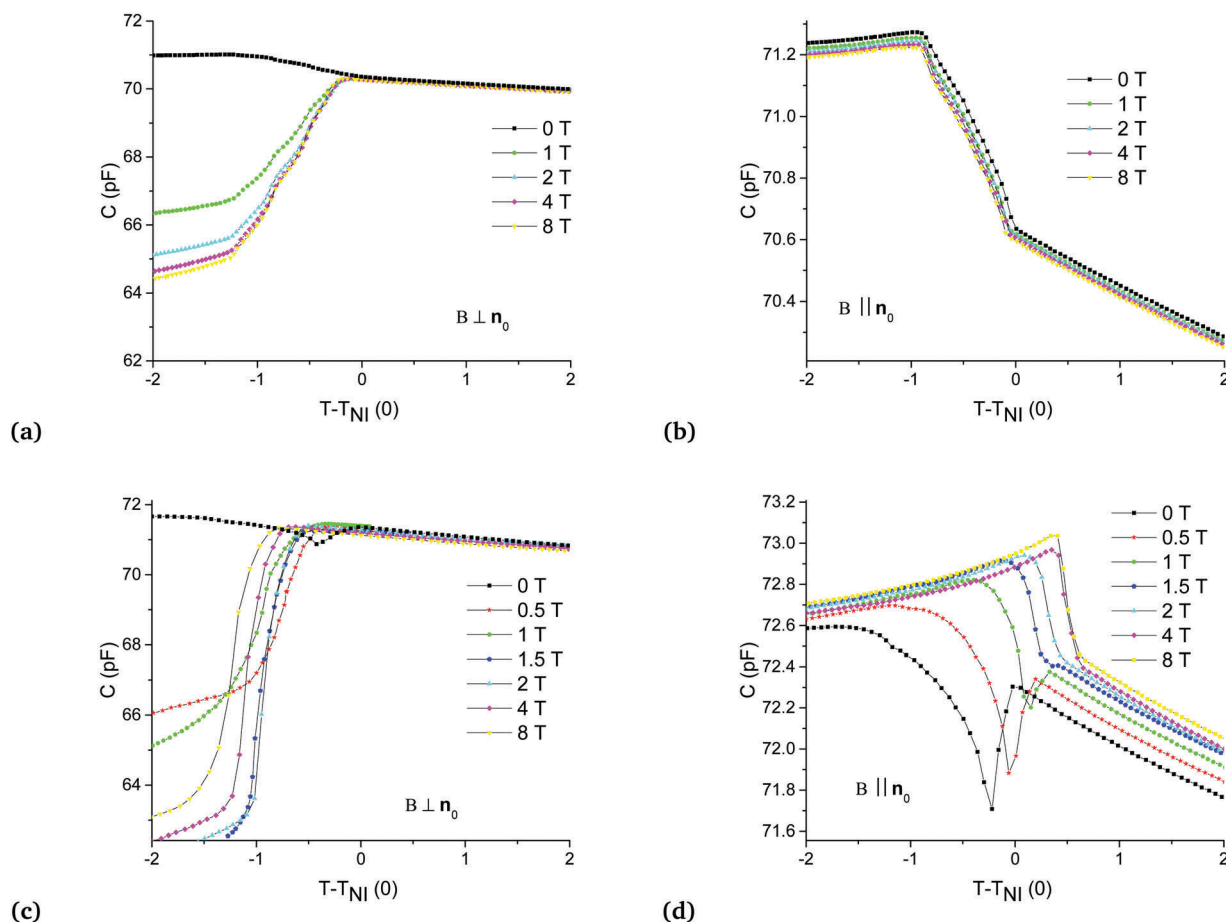 72
70
68
66
64
62
C (pF)
0 T
1 T
2 T
4 T
8 T
B ⊥ n0
-2
-1
0
1
2
T-TNI (0)
(a)
71.2
71.0
70.8
70.6
70.4
C (pF)
0 T
1 T
2 T
4 T
8 T
B || n0
-2
-1
0
1
2
T-TNI (0)
(b)
72
70
68
66
64
C (pF)
0 T
0.5 T
1 T
1.5 T
2 T
4 T
8 T
B ⊥ n0
-2
-1
0
1
2
T-TNI (0)
(c)
73.2
73.0
72.8
72.6
72.4
72.2
72.0
71.8
71.6
C (pF)
0 T
0.5 T
1 T
1.5 T
2 T
4 T
8 T
B || n0
-2
-1
0
1
2
T-TNI (0)
(d)